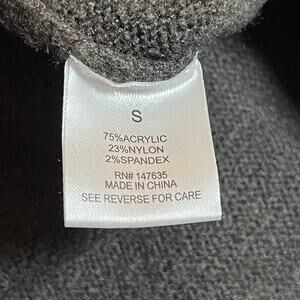 S
75%ACRYLIC
23%NYLON
2%SPANDEX
RN# 147635
MADE IN CHINA
SEE REVERSE FOR CARE